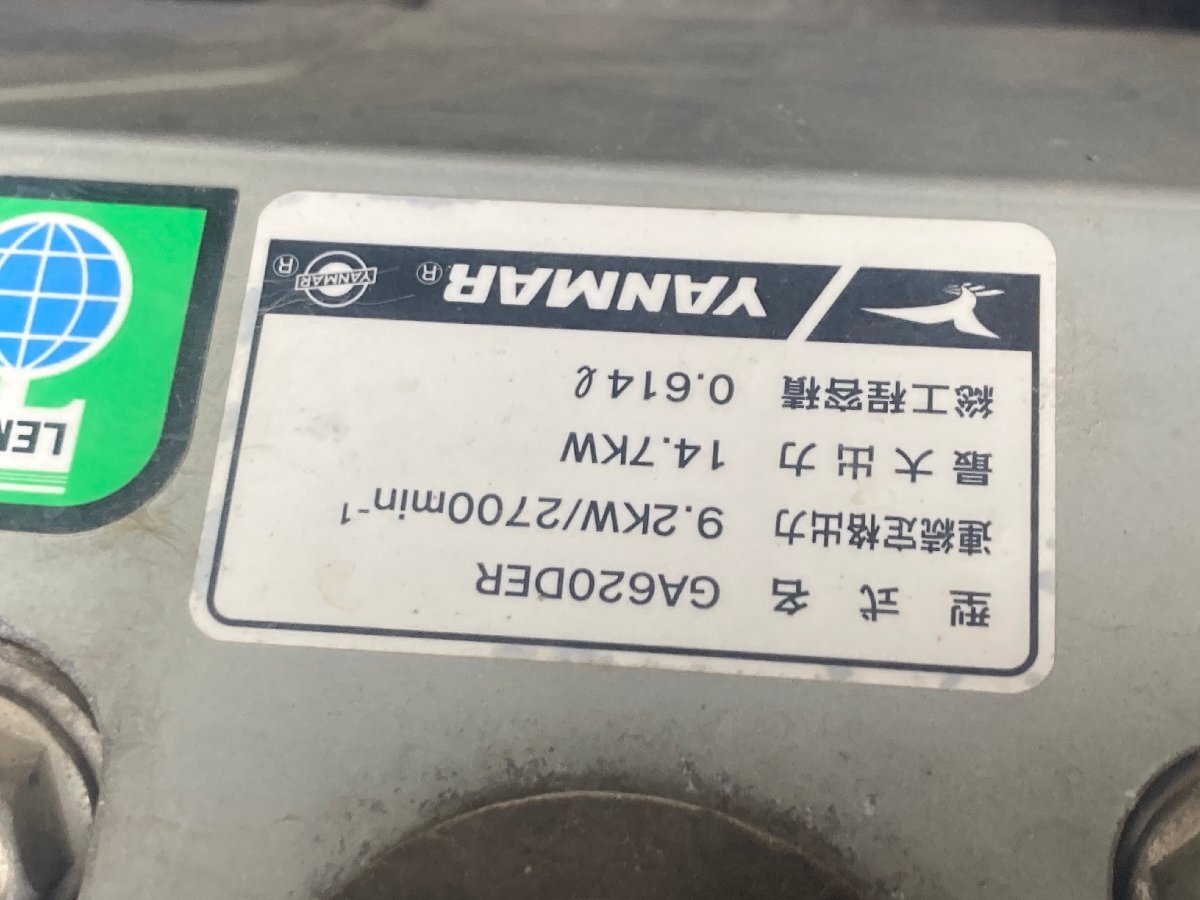 型式名 GA620DER
連続定格出力 9.2KW/2700min⁻¹
最大出力 14.7KW
総工程容積 0.614ℓ
YANMAR® YANMAR®